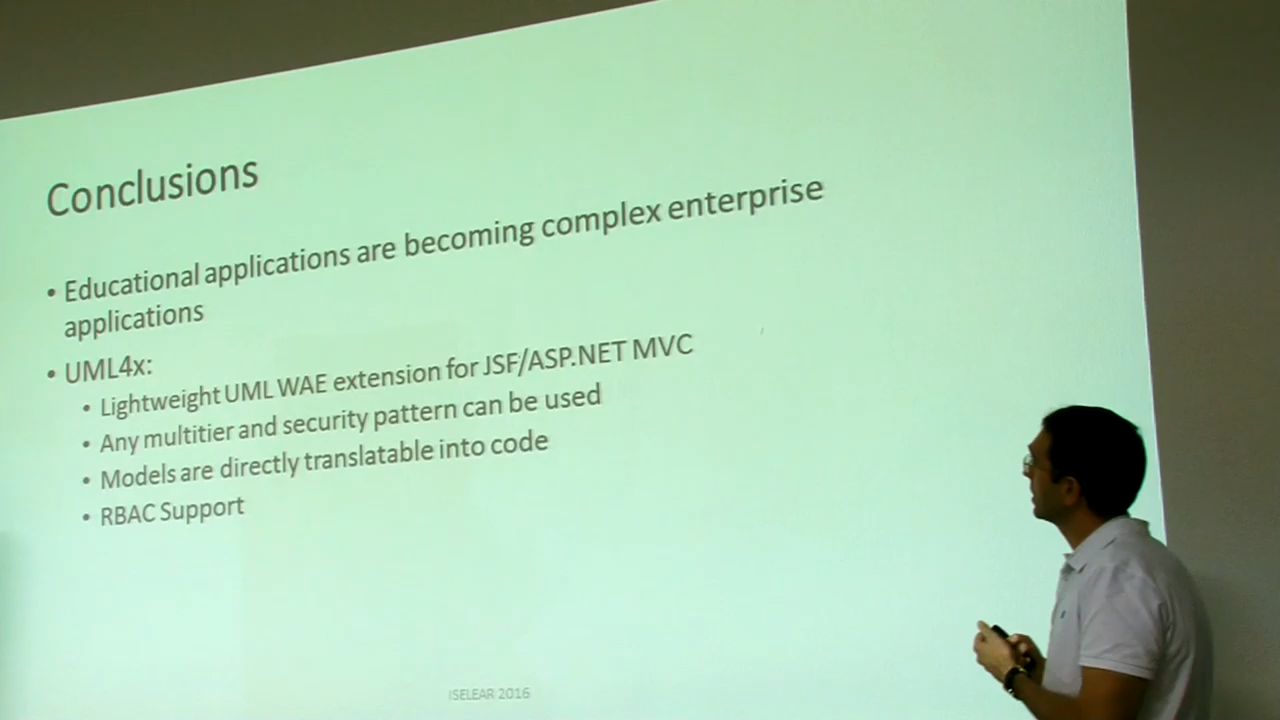 Conclusions
• Educational applications are becoming complex enterprise
applications
• UML4x:
• Lightweight UML WAE extension for JSF/ASP.NET MVC
• Any multitier and security pattern can be used
• Models are directly translatable into code
• RBAC Support
ISELEAR 2016